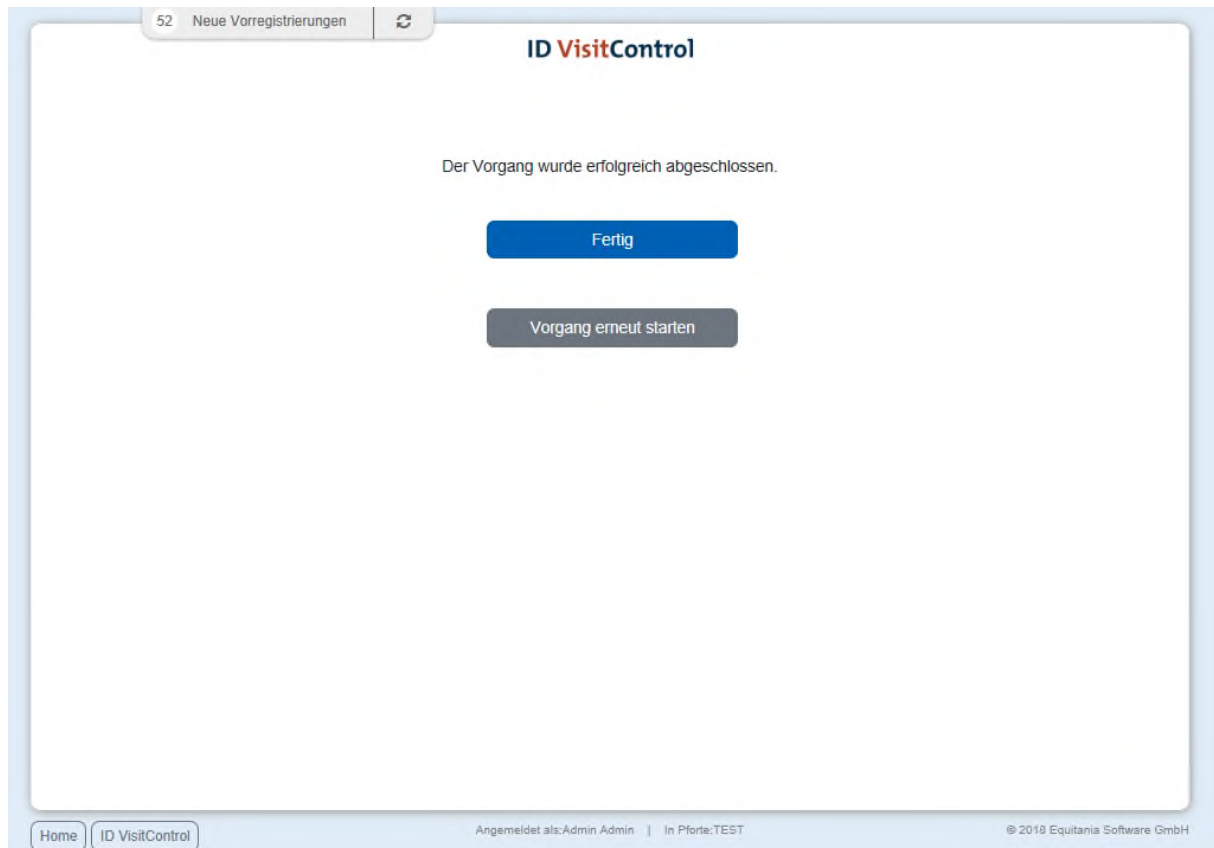 52 Neue Vorregistrierungen
ID VisitControl
Der Vorgang wurde erfolgreich abgeschlossen.
Fertig
Vorgang erneut starten
Home ID VisitControl Angemeldet als:Admin Admin | In Pforte:TEST © 2018 Equitania Software GmbH